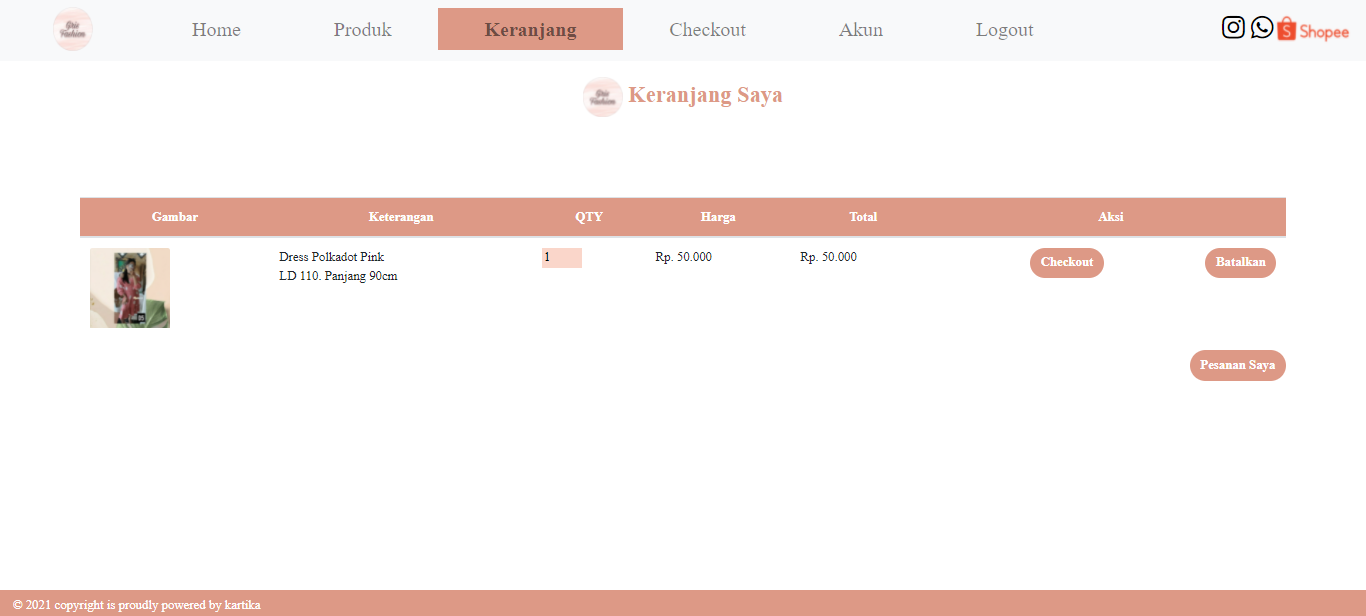 Home Produk Keranjang Checkout Akun Logout Shopee
Keranjang Saya
Gambar Keterangan QTY Harga Total Aksi
Dress Polkadot Pink 1 Rp. 50.000 Rp. 50.000 Checkout Batalkan
LD 110. Panjang 90cm
Pesanan Saya
© 2021 copyright is proudly powered by kartika